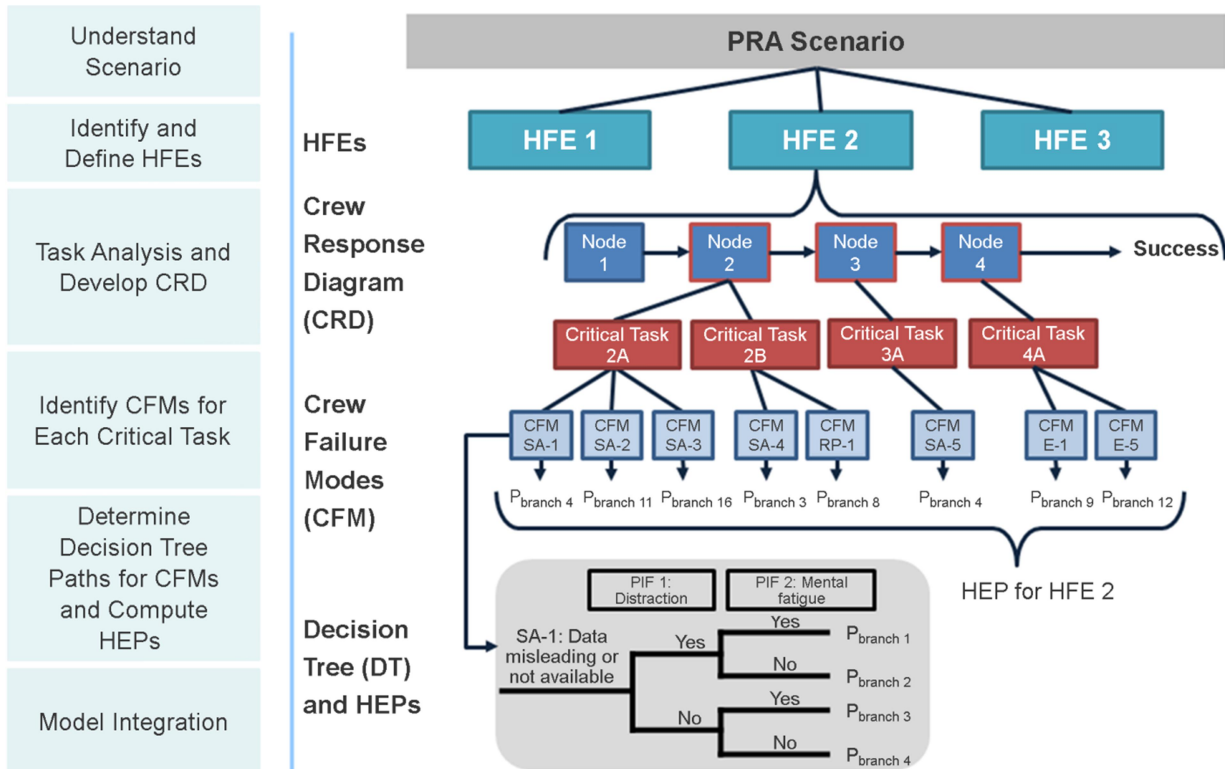 Understand
Scenario
Identify and
Define HFEs
Task Analysis and
Develop CRD
Identify CFMs for
Each Critical Task
Determine
Decision Tree
Paths for CFMs
and Compute
HEPs
Model Integration
HFEs
Crew
Response
Diagram
(CRD)
Crew
Failure
Modes
(CFM)
Decision
Tree (DT)
and HEPs
PRA Scenario
HFE 1
HFE 2
HFE 3
Node
1
Node
2
Node
3
Node
4
Success
Critical Task
2A
Critical Task
2B
Critical Task
3A
Critical Task
4A
CFM
SA-1
CFM
SA-2
CFM
SA-3
CFM
SA-4
CFM
RP-1
CFM
SA-5
CFM
E-1
CFM
E-5
Pbranch 4
Pbranch 11
Pbranch 16
Pbranch 3
Pbranch 8
Pbranch 4
Pbranch 9
Pbranch 12
HEP for HFE 2
PIF 1:
Distraction
PIF 2: Mental
fatigue
SA-1: Data
misleading or
not available
Yes
No
Yes
No
Yes
No
Pbranch 1
Pbranch 2
Pbranch 3
Pbranch 4